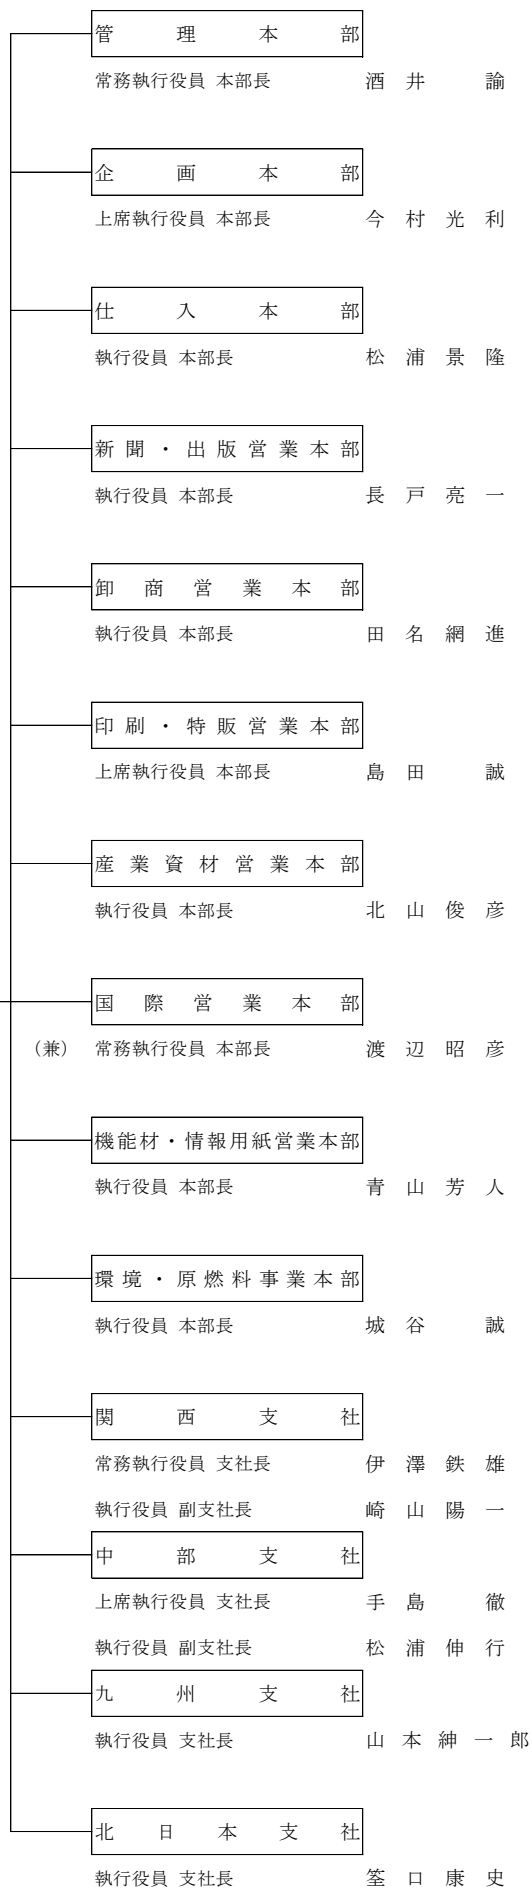 管理本部
常務執行役員 本部長 酒井 諭
企画本部
上席執行役員 本部長 今村光利
仕入本部
執行役員 本部長 松浦景隆
新聞・出版営業本部
執行役員 本部長 長戸亮一
卸商営業本部
執行役員 本部長 田名網進
印刷・特販営業本部
上席執行役員 本部長 島田 誠
産業資材営業本部
執行役員 本部長 北山俊彦
国際営業本部
(兼) 常務執行役員 本部長 渡辺昭彦
機能材・情報用紙営業本部
執行役員 本部長 青山芳人
環境・原燃料事業本部
執行役員 本部長 城谷 誠
関西支社
常務執行役員 支社長 伊澤鉄雄
執行役員 副支社長 崎山陽一
中部支社
上席執行役員 支社長 手島 徹
執行役員 副支社長 松浦伸行
九州支社
執行役員 支社長 山本紳一郎
北日本支社
執行役員 支社長 筌口康史